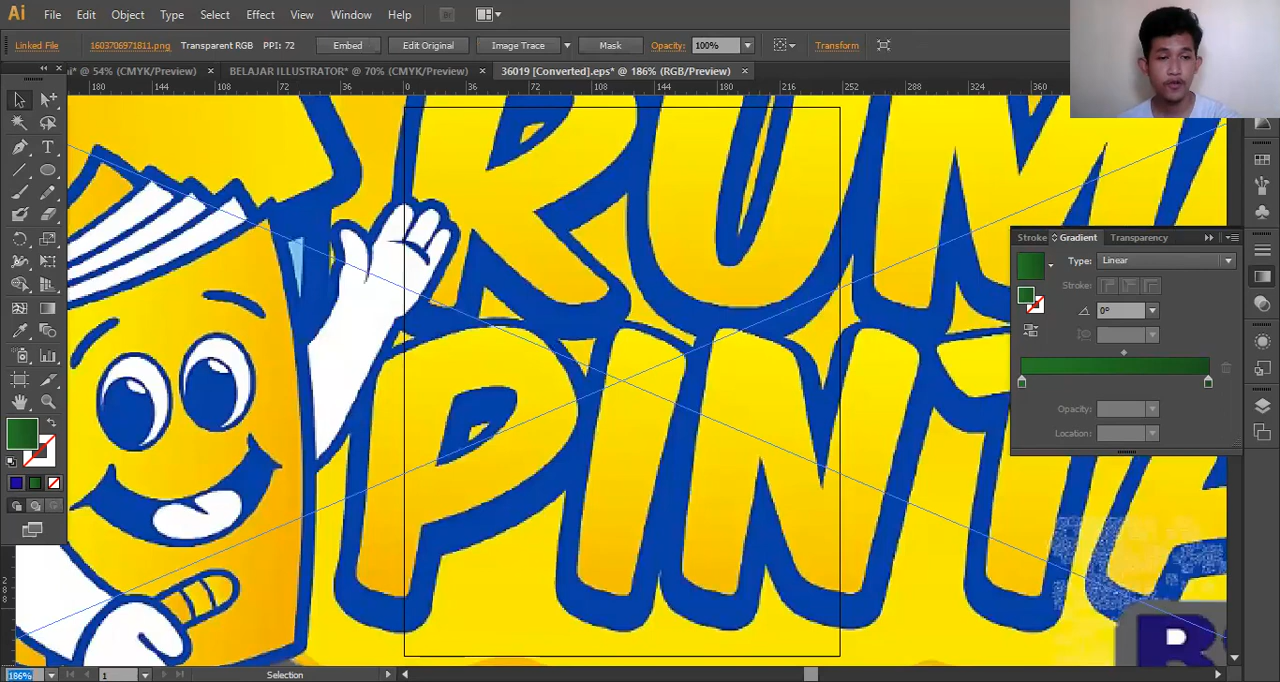 Ai File Edit Object Type Select Effect View Window Help
Linked File 1603706971811.png Transparent RGB PPI: 72 Embed Edit Original Image Trace Mask Opacity: 100% Transform
@ 54% (CMYK/Preview) BELAJAR ILLUSTRATOR* @ 70% (CMYK/Preview) 36019 [Converted].eps* @ 186% (RGB/Preview)
180 144 108 72 36 0 36 72 108 144 180 216 252 288 324 360
RUM
PINT
Stroke Gradient Transparency
Type: Linear
Stroke:
0°
Opacity:
Location:
186% 1 Selection